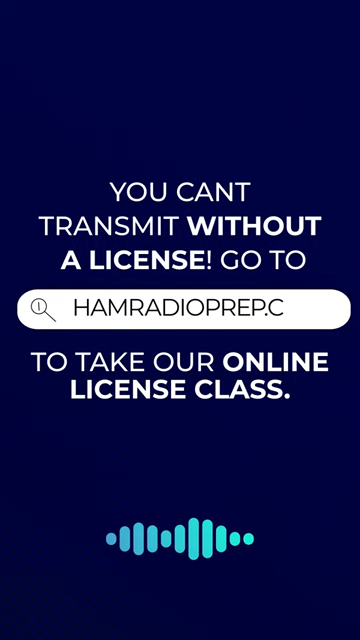 YOU CANT
TRANSMIT WITHOUT
A LICENSE! GO TO
HAMRADIOPREP.C
TO TAKE OUR ONLINE
LICENSE CLASS.